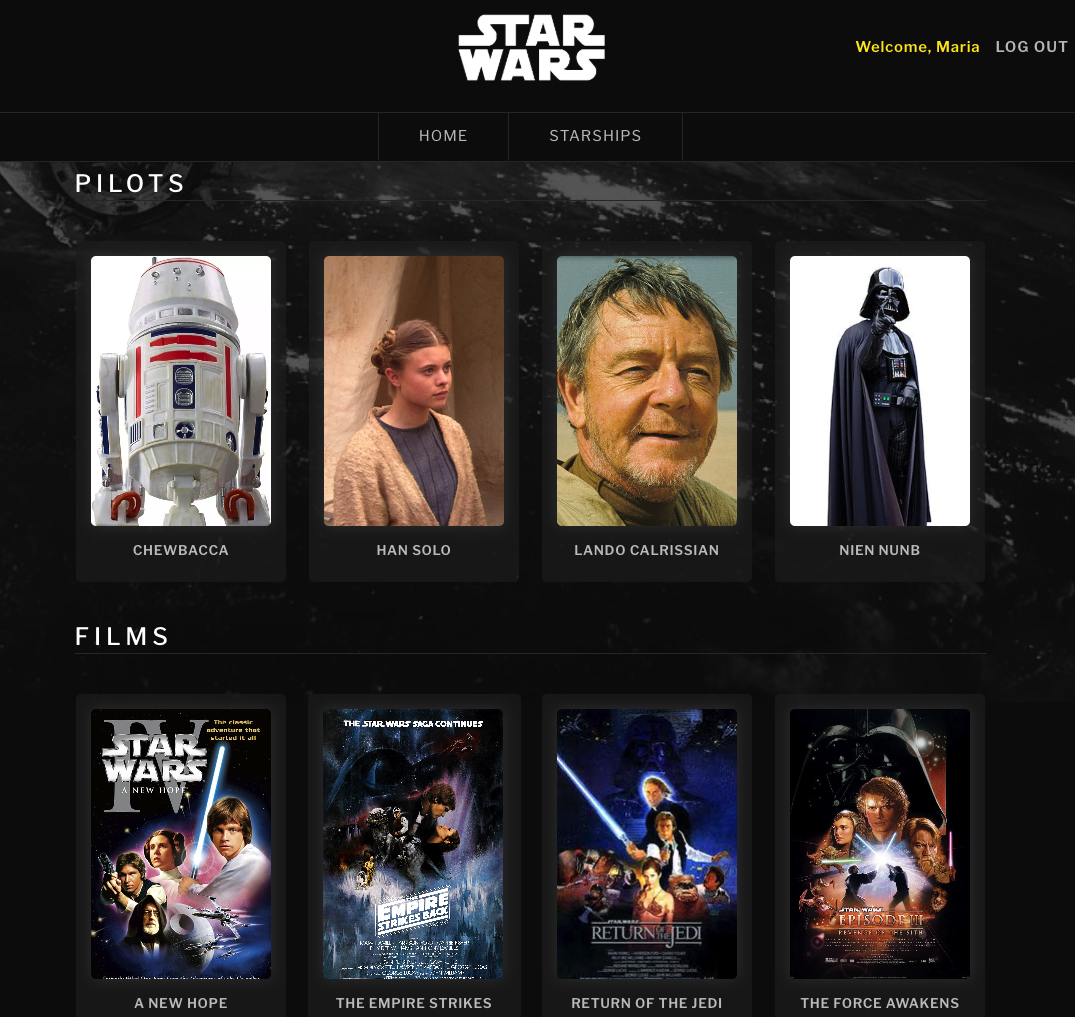 STAR
WARS
Welcome, Maria LOG OUT
HOME STARSHIPS
PILOTS
CHEWBACCA HAN SOLO LANDO CALRISSIAN NIEN NUNB
FILMS
IV
The classic
adventure that
started it all
STAR
WARS
A NEW HOPE
THE STAR WARS SAGA CONTINUES
THE
EMPIRE
STRIKES BACK
STAR WARS
RETURN OF THE JEDI
STAR WARS
EPISODE III
REVENGE OF THE SITH
A NEW HOPE THE EMPIRE STRIKES RETURN OF THE JEDI THE FORCE AWAKENS